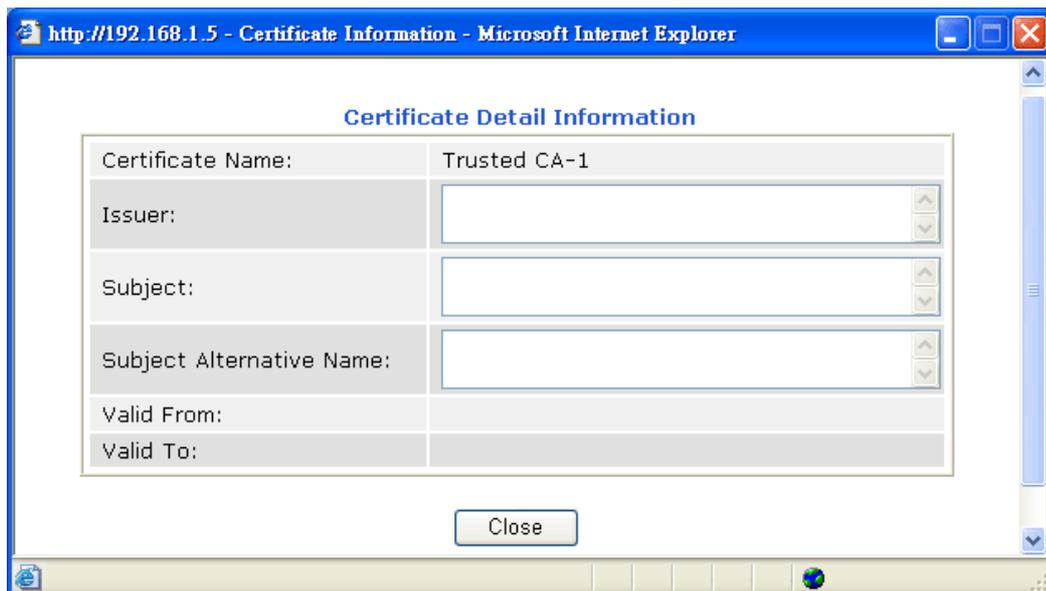 http://192.168.1.5 - Certificate Information - Microsoft Internet Explorer
Certificate Detail Information
Certificate Name: Trusted CA-1
Issuer:
Subject:
Subject Alternative Name:
Valid From:
Valid To:
Close